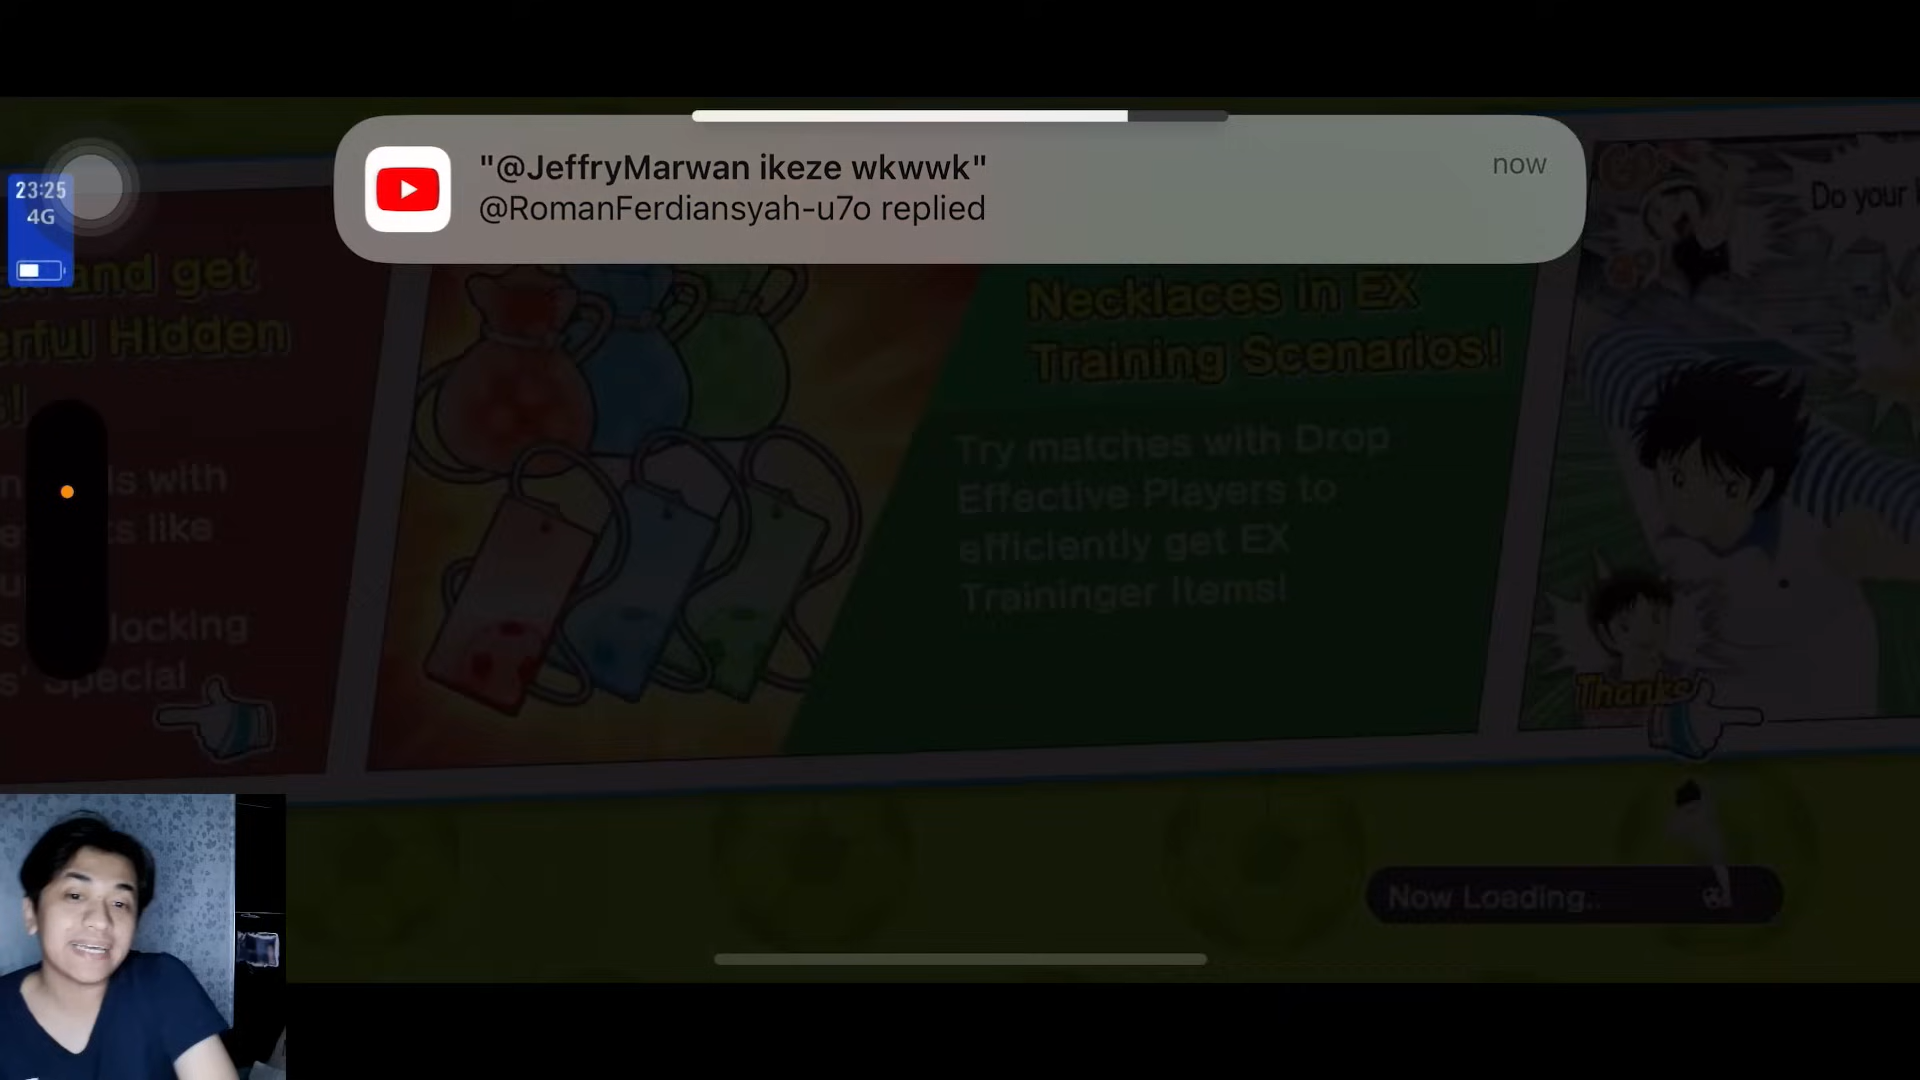 "@JeffryMarwan ikeze wkwwk"
now
@RomanFerdiansyah-u7o replied
23:25
4G
and get
erful Hidden
s!
ls with
s like
locking
s' Special
Necklaces in EX
Training Scenarios!
Try matches with Drop
Effective Players to
efficiently get EX
Traininger Items!
Do your
Thanks
Now Loading..